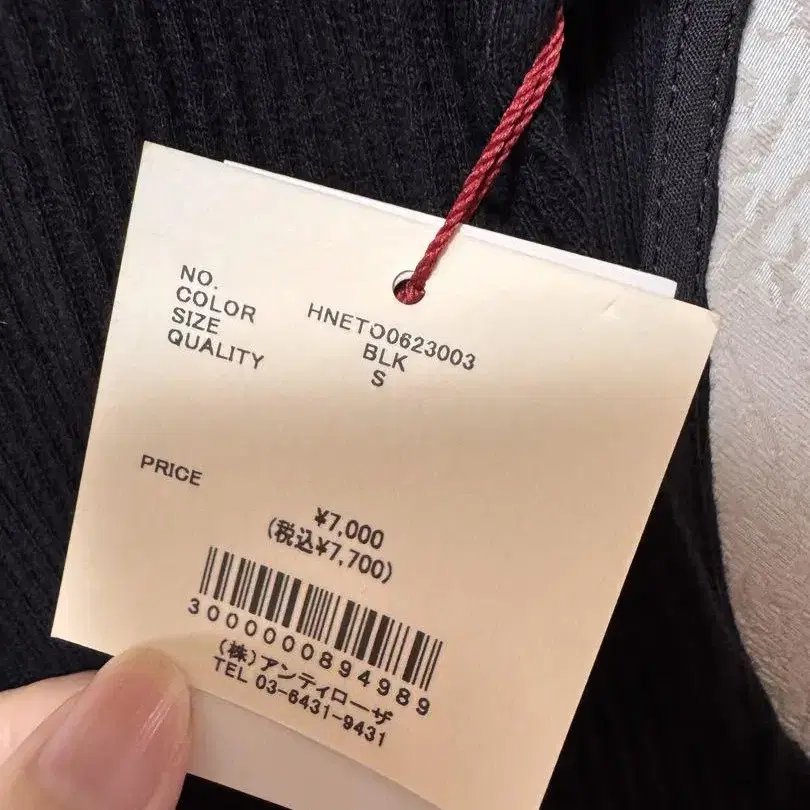 NO. HNETO0623003
COLOR BLK
SIZE S
QUALITY
PRICE
¥7,000
(税込¥7,700)
3000000894989
(株)アンティローザ
TEL 03-6431-9431